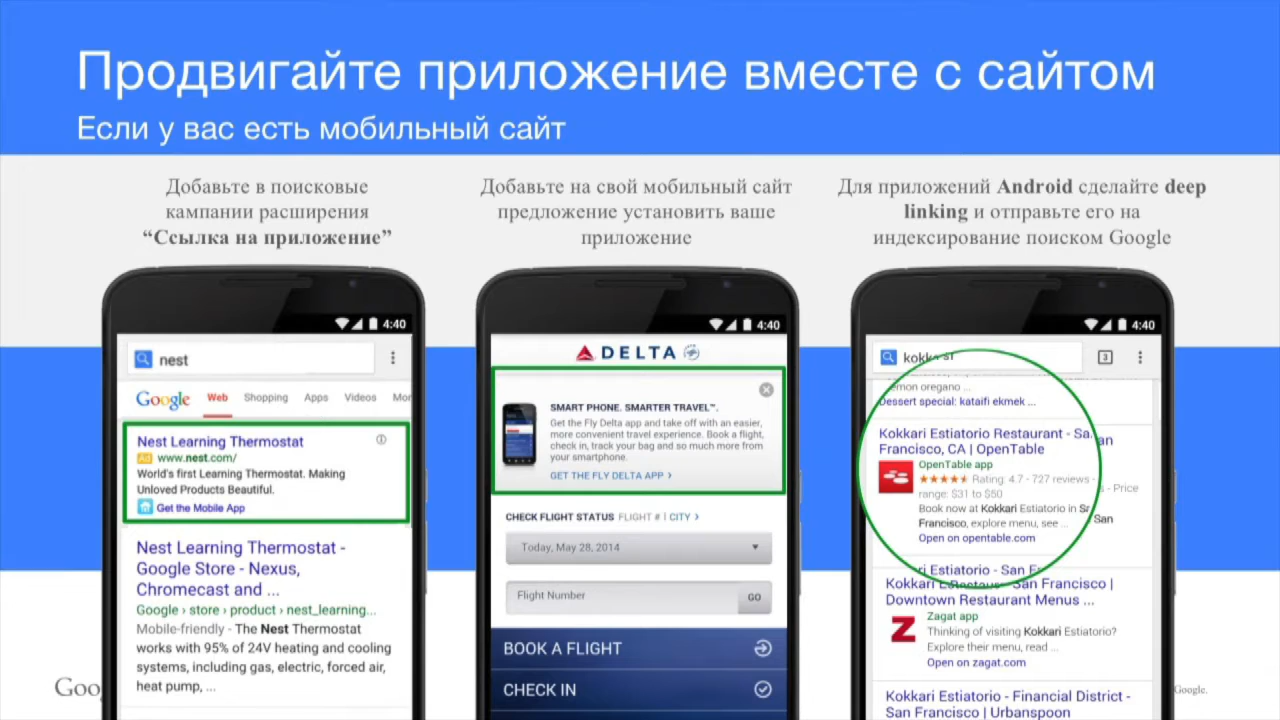 Продвигайте приложение вместе с сайтом
Если у вас есть мобильный сайт
Добавьте в поисковые
кампании расширения
“Ссылка на приложение”
4:40
nest
Google Web Shopping Apps Videos Mor
Nest Learning Thermostat
Ad www.nest.com/
World's first Learning Thermostat. Making
Unloved Products Beautiful.
Get the Mobile App
Nest Learning Thermostat -
Google Store - Nexus,
Chromecast and ...
Google › store › product › nest_learning...
Mobile-friendly - The Nest Thermostat
works with 95% of 24V heating and cooling
systems, including gas, electric, forced air,
heat pump, ...
Добавьте на свой мобильный сайт
предложение установить ваше
приложение
4:40
DELTA
SMART PHONE. SMARTER TRAVEL™.
Get the Fly Delta app and take off with an easier,
more convenient travel experience. Book a flight,
check in, track your bag and so much more from
your smartphone.
GET THE FLY DELTA APP ›
CHECK FLIGHT STATUS FLIGHT # | CITY ›
Today, May 28, 2014
Flight Number GO
BOOK A FLIGHT
CHECK IN
Для приложений Android сделайте deep
linking и отправьте его на
индексирование поиском Google
4:40
3
emon oregano ...
Dessert special: kataifi ekmek ...
Kokkari Estiatorio Restaurant - Sa
Francisco, CA | OpenTable
OpenTable app
Rating: 4.7 - 727 reviews -
range: $31 to $50
- Price
Book now at Kokkari Estiatorio in
Francisco, explore menu, see ...
San
Open on opentable.com
ri Estiatorio - San F
San Francisco |
Downtown Restaurant Menus ...
Z
Zagat app
Thinking of visiting Kokkari Estiatorio?
Explore their menu, read ...
Open on zagat.com
Kokkari Estiatorio - Financial District -
San Francisco | Urbanspoon
Goo
Google.